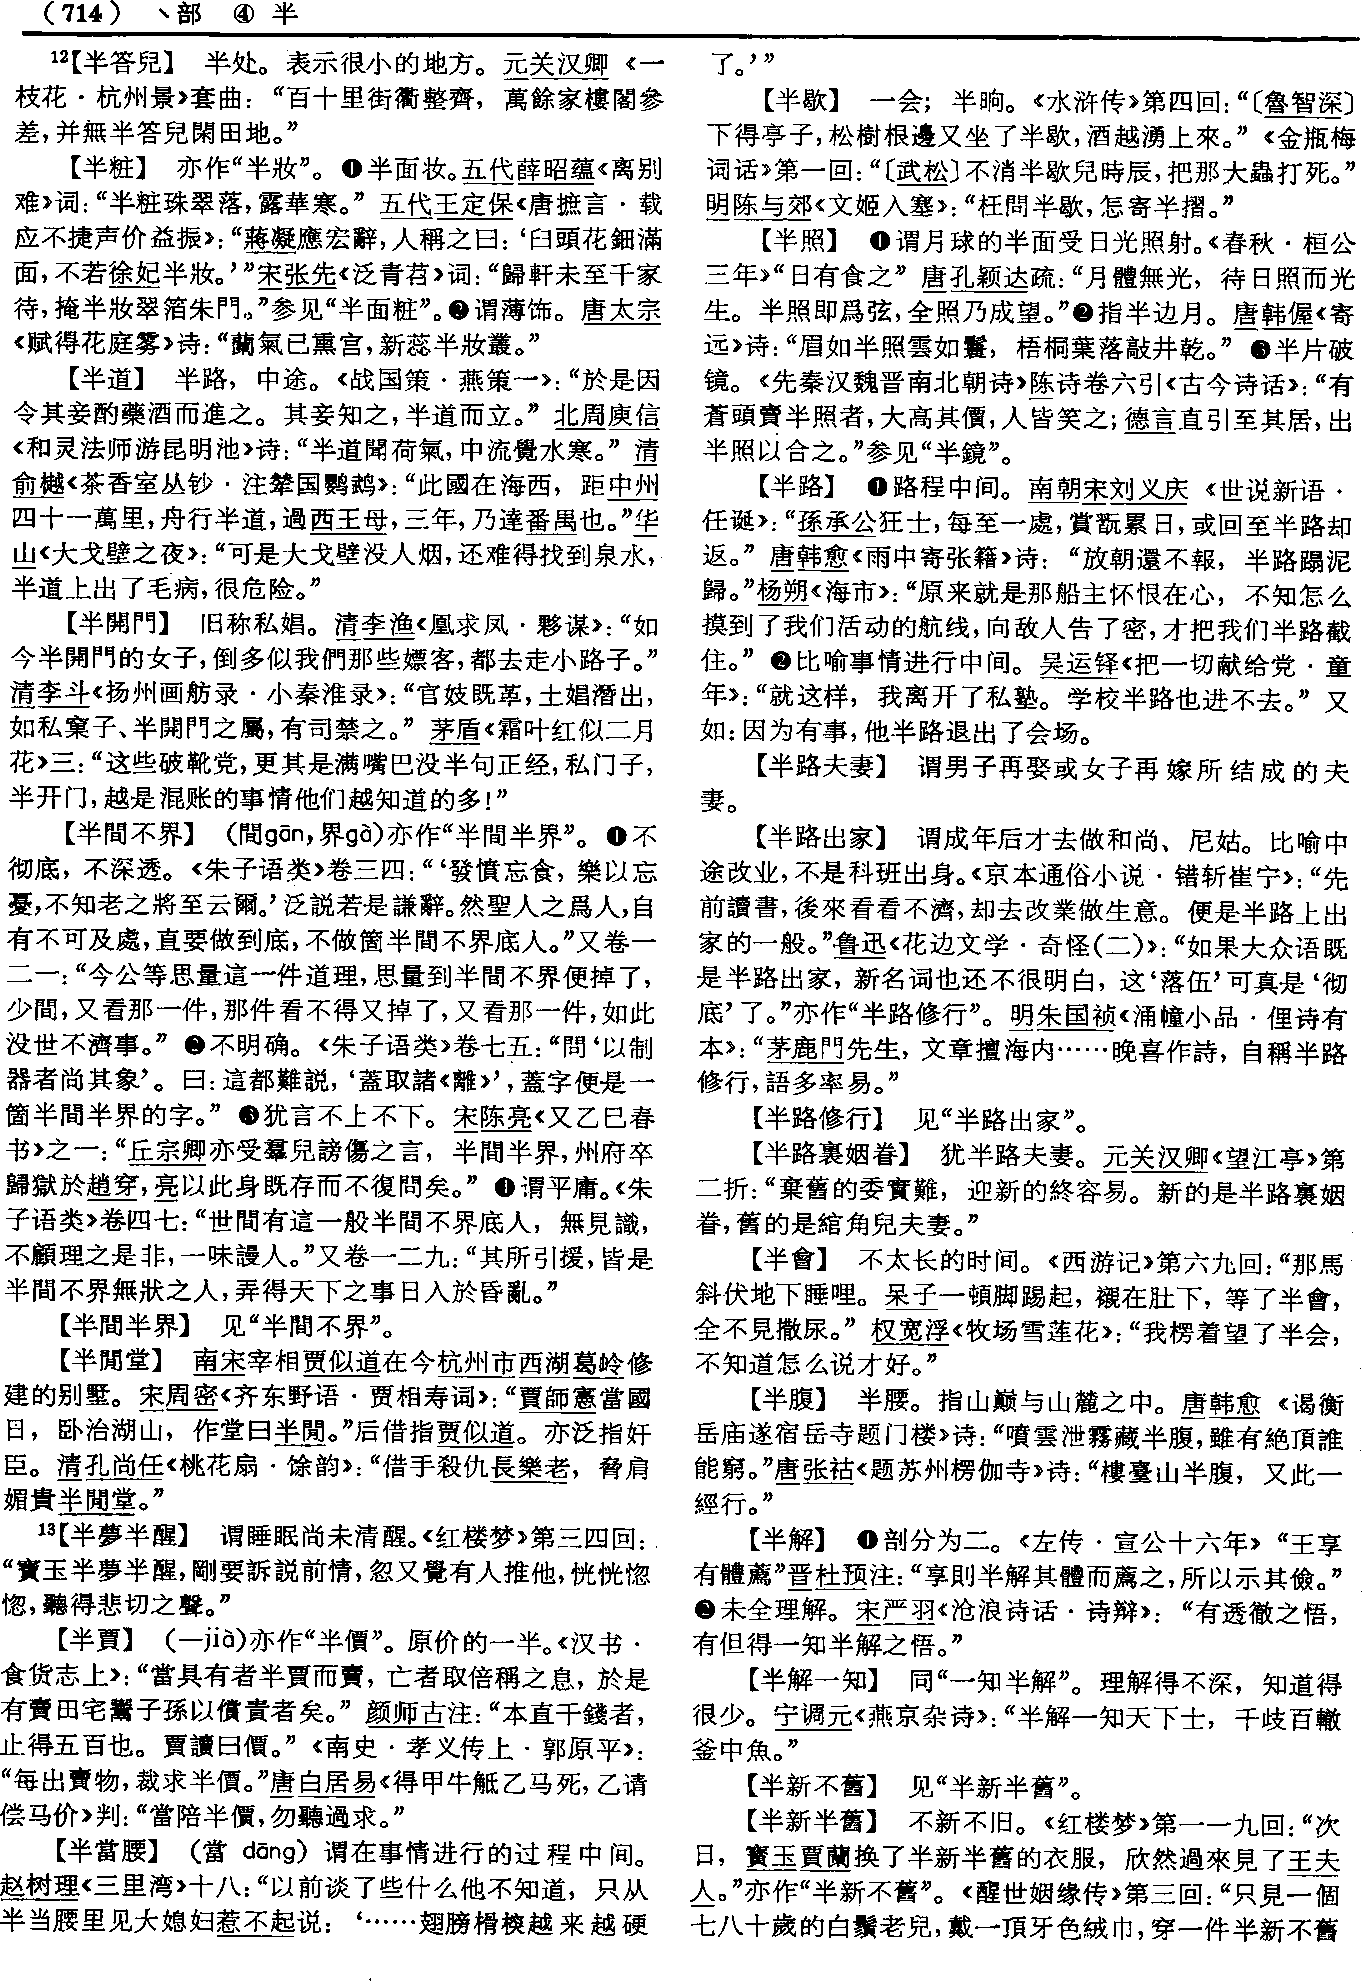 （714） 丶部 ④ 半
12【半答兒】 半处。表示很小的地方。元关汉卿《一
枝花·杭州景》套曲：“百十里街衢整齊，萬餘家樓閣參
差，并無半答兒閑田地。”
【半粧】 亦作“半妝”。❶半面妆。五代薛昭蕴《离别
难》词：“半粧珠翠落，露華寒。” 五代王定保《唐摭言·载
应不捷声价益振》：“蔣凝應宏辭，人稱之曰：‘臼頭花鈿滿
面，不若徐妃半妝。’”宋张先《泛青苕》词：“歸軒未至千家
待，掩半妝翠箔朱門。”参见“半面粧”。❷谓薄饰。唐太宗
《赋得花庭雾》诗：“蘭氣已熏宫，新蕊半妝叢。”
【半道】 半路，中途。《战国策·燕策一》：“於是因
令其妾酌藥酒而進之。其妾知之，半道而立。” 北周庾信
《和灵法师游昆明池》诗：“半道聞荷氣，中流覺水寒。” 清
俞樾《茶香室丛钞·注辇国鹦鹉》：“此國在海西，距中州
四十一萬里，舟行半道，過西王母，三年，乃達番禺也。”华
山《大戈壁之夜》：“可是大戈壁没人烟，还难得找到泉水，
半道上出了毛病，很危险。”
【半開門】 旧称私娼。清李渔《凰求凤·夥谋》：“如
今半開門的女子，倒多似我們那些嫖客，都去走小路子。”
清李斗《扬州画舫录·小秦淮录》：“官妓既革，土娼潛出，
如私窠子、半開門之屬，有司禁之。” 茅盾《霜叶红似二月
花》三：“这些破靴党，更其是满嘴巴没半句正经，私门子，
半开门，越是混账的事情他们越知道的多！”
【半間不界】 （間gān，界gà）亦作“半間半界”。❶不
彻底，不深透。《朱子语类》卷三四：“‘發憤忘食，樂以忘
憂，不知老之將至云爾。’泛説若是謙辭。然聖人之爲人，自
有不可及處，直要做到底，不做箇半間不界底人。”又卷一
二一：“今公等思量這一件道理，思量到半間不界便掉了，
少間，又看那一件，那件看不得又掉了，又看那一件，如此
没世不濟事。” ❷不明确。《朱子语类》卷七五：“問‘以制
器者尚其象’。曰：這都難説，‘蓋取諸《離》’，蓋字便是一
箇半間半界的字。” ❸犹言不上不下。宋陈亮《又乙巳春
书》之一：“丘宗卿亦受羣兒謗傷之言，半間半界，州府卒
歸獄於趙穿，亮以此身既存而不復問矣。” ❹谓平庸。《朱
子语类》卷四七：“世間有這一般半間不界底人，無見識，
不顧理之是非，一味謾人。”又卷一二九：“其所引援，皆是
半間不界無狀之人，弄得天下之事日入於昏亂。”
【半間半界】 见“半間不界”。
【半閒堂】 南宋宰相贾似道在今杭州市西湖葛岭修
建的别墅。宋周密《齐东野语·贾相寿词》：“賈師憲當國
日，卧治湖山，作堂曰半閒。”后借指贾似道。亦泛指奸
臣。清孔尚任《桃花扇·馀韵》：“借手殺仇長樂老，脅肩
媚貴半閒堂。”
13【半夢半醒】 谓睡眠尚未清醒。《红楼梦》第三四回：
“寶玉半夢半醒，剛要訴説前情，忽又覺有人推他，恍恍惚
惚，聽得悲切之聲。”
【半賈】 （—jià）亦作“半價”。原价的一半。《汉书·
食货志上》：“當具有者半賈而賣，亡者取倍稱之息，於是
有賣田宅鬻子孫以償責者矣。” 颜师古注：“本直千錢者，
止得五百也。賈讀曰價。” 《南史·孝义传上·郭原平》：
“每出賣物，裁求半價。”唐白居易《得甲牛觝乙马死，乙请
偿马价》判：“當陪半價，勿聽過求。”
【半當腰】 （當 dāng）谓在事情进行的过程中间。
赵树理《三里湾》十八：“以前谈了些什么他不知道，只从
半当腰里见大媳妇惹不起说：‘……翅膀榾榾越来越硬
了。’”
【半歇】 一会；半晌。《水浒传》第四回：“〔魯智深〕
下得亭子，松樹根邊又坐了半歇，酒越湧上來。” 《金瓶梅
词话》第一回：“〔武松〕不消半歇兒時辰，把那大蟲打死。”
明陈与郊《文姬入塞》：“枉問半歇，怎寄半摺。”
【半照】 ❶谓月球的半面受日光照射。《春秋·桓公
三年》“日有食之” 唐孔颖达疏：“月體無光，待日照而光
生。半照即爲弦，全照乃成望。”❷指半边月。唐韩偓《寄
远》诗：“眉如半照雲如鬟，梧桐葉落敲井乾。” ❸半片破
镜。《先秦汉魏晋南北朝诗》陈诗卷六引《古今诗话》：“有
蒼頭賣半照者，大高其價，人皆笑之；德言直引至其居，出
半照以合之。”参见“半鏡”。
【半路】 ❶路程中间。南朝宋刘义庆《世说新语·
任诞》：“孫承公狂士，每至一處，賞翫累日，或回至半路却
返。” 唐韩愈《雨中寄张籍》诗：“放朝還不報，半路蹋泥
歸。”杨朔《海市》：“原来就是那船主怀恨在心，不知怎么
摸到了我们活动的航线，向敌人告了密，才把我们半路截
住。” ❷比喻事情进行中间。吴运铎《把一切献给党·童
年》：“就这样，我离开了私塾。学校半路也进不去。” 又
如：因为有事，他半路退出了会场。
【半路夫妻】 谓男子再娶或女子再嫁所结成的夫
妻。
【半路出家】 谓成年后才去做和尚、尼姑。比喻中
途改业，不是科班出身。《京本通俗小说·错斩崔宁》：“先
前讀書，後來看看不濟，却去改業做生意。便是半路上出
家的一般。”鲁迅《花边文学·奇怪（二）》：“如果大众语既
是半路出家，新名词也还不很明白，这‘落伍’可真是‘彻
底’了。”亦作“半路修行”。明朱国祯《涌幢小品·俚诗有
本》：“茅鹿門先生，文章擅海内……晚喜作詩，自稱半路
修行，語多率易。”
【半路修行】 见“半路出家”。
【半路裏姻眷】 犹半路夫妻。元关汉卿《望江亭》第
二折：“棄舊的委實難，迎新的終容易。新的是半路裏姻
眷，舊的是綰角兒夫妻。”
【半會】 不太长的时间。《西游记》第六九回：“那馬
斜伏地下睡哩。呆子一頓脚踢起，襯在肚下，等了半會，
全不見撒尿。” 权宽浮《牧场雪莲花》：“我楞着望了半会，
不知道怎么说才好。”
【半腹】 半腰。指山巅与山麓之中。唐韩愈《谒衡
岳庙遂宿岳寺题门楼》诗：“噴雲泄霧藏半腹，雖有絶頂誰
能窮。”唐张祜《题苏州楞伽寺》诗：“樓臺山半腹，又此一
經行。”
【半解】 ❶剖分为二。《左传·宣公十六年》 “王享
有體薦”晋杜预注：“享則半解其體而薦之，所以示其儉。”
❷未全理解。宋严羽《沧浪诗话·诗辩》：“有透徹之悟，
有但得一知半解之悟。”
【半解一知】 同“一知半解”。理解得不深，知道得
很少。宁调元《燕京杂诗》：“半解一知天下士，千歧百轍
釜中魚。”
【半新不舊】 见“半新半舊”。
【半新半舊】 不新不旧。《红楼梦》第一一九回：“次
日，寳玉賈蘭换了半新半舊的衣服，欣然過來見了王夫
人。”亦作“半新不舊”。《醒世姻缘传》第三回：“只見一個
七八十歲的白鬚老兒，戴一頂牙色絨巾，穿一件半新不舊